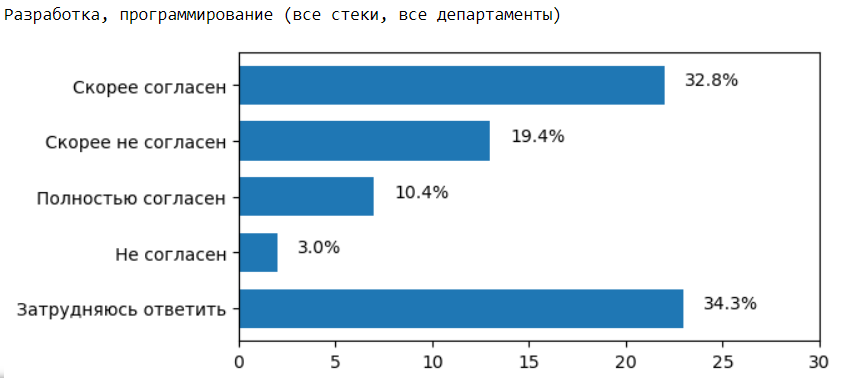 Разработка, программирование (все стеки, все департаменты)
Скорее согласен 32.8%
Скорее не согласен 19.4%
Полностью согласен 10.4%
Не согласен 3.0%
Затрудняюсь ответить 34.3%
0 5 10 15 20 25 30